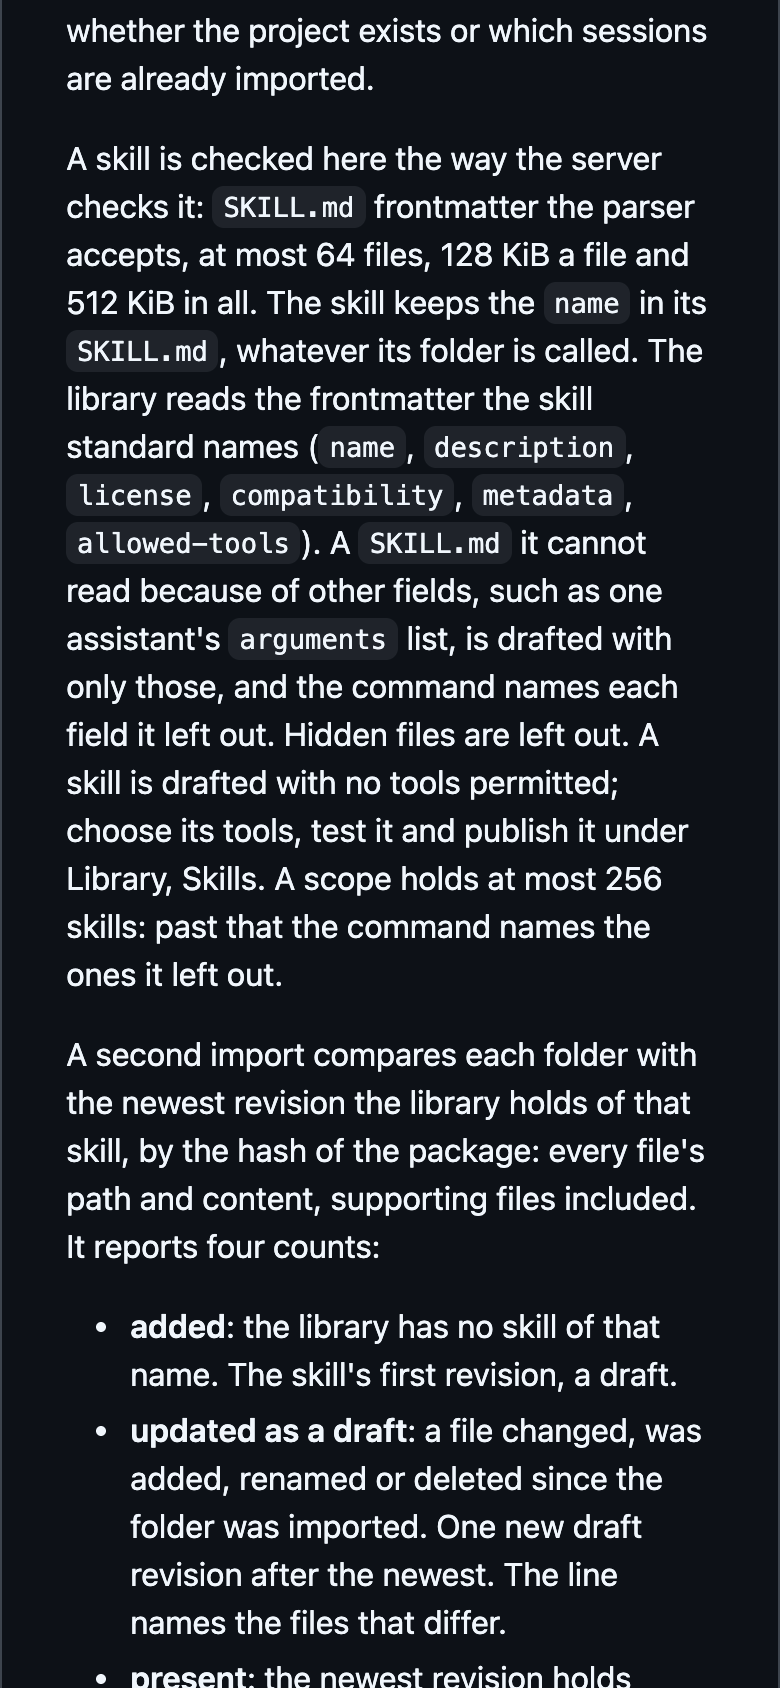 whether the project exists or which sessions
are already imported.
A skill is checked here the way the server
checks it: SKILL.md frontmatter the parser
accepts, at most 64 files, 128 KiB a file and
512 KiB in all. The skill keeps the name in its
SKILL.md, whatever its folder is called. The
library reads the frontmatter the skill
standard names (name, description,
license, compatibility, metadata,
allowed-tools). A SKILL.md it cannot
read because of other fields, such as one
assistant's arguments list, is drafted with
only those, and the command names each
field it left out. Hidden files are left out. A
skill is drafted with no tools permitted;
choose its tools, test it and publish it under
Library, Skills. A scope holds at most 256
skills: past that the command names the
ones it left out.
A second import compares each folder with
the newest revision the library holds of that
skill, by the hash of the package: every file's
path and content, supporting files included.
It reports four counts:
• added: the library has no skill of that
name. The skill's first revision, a draft.
• updated as a draft: a file changed, was
added, renamed or deleted since the
folder was imported. One new draft
revision after the newest. The line
names the files that differ.
• present: the newest revision holds